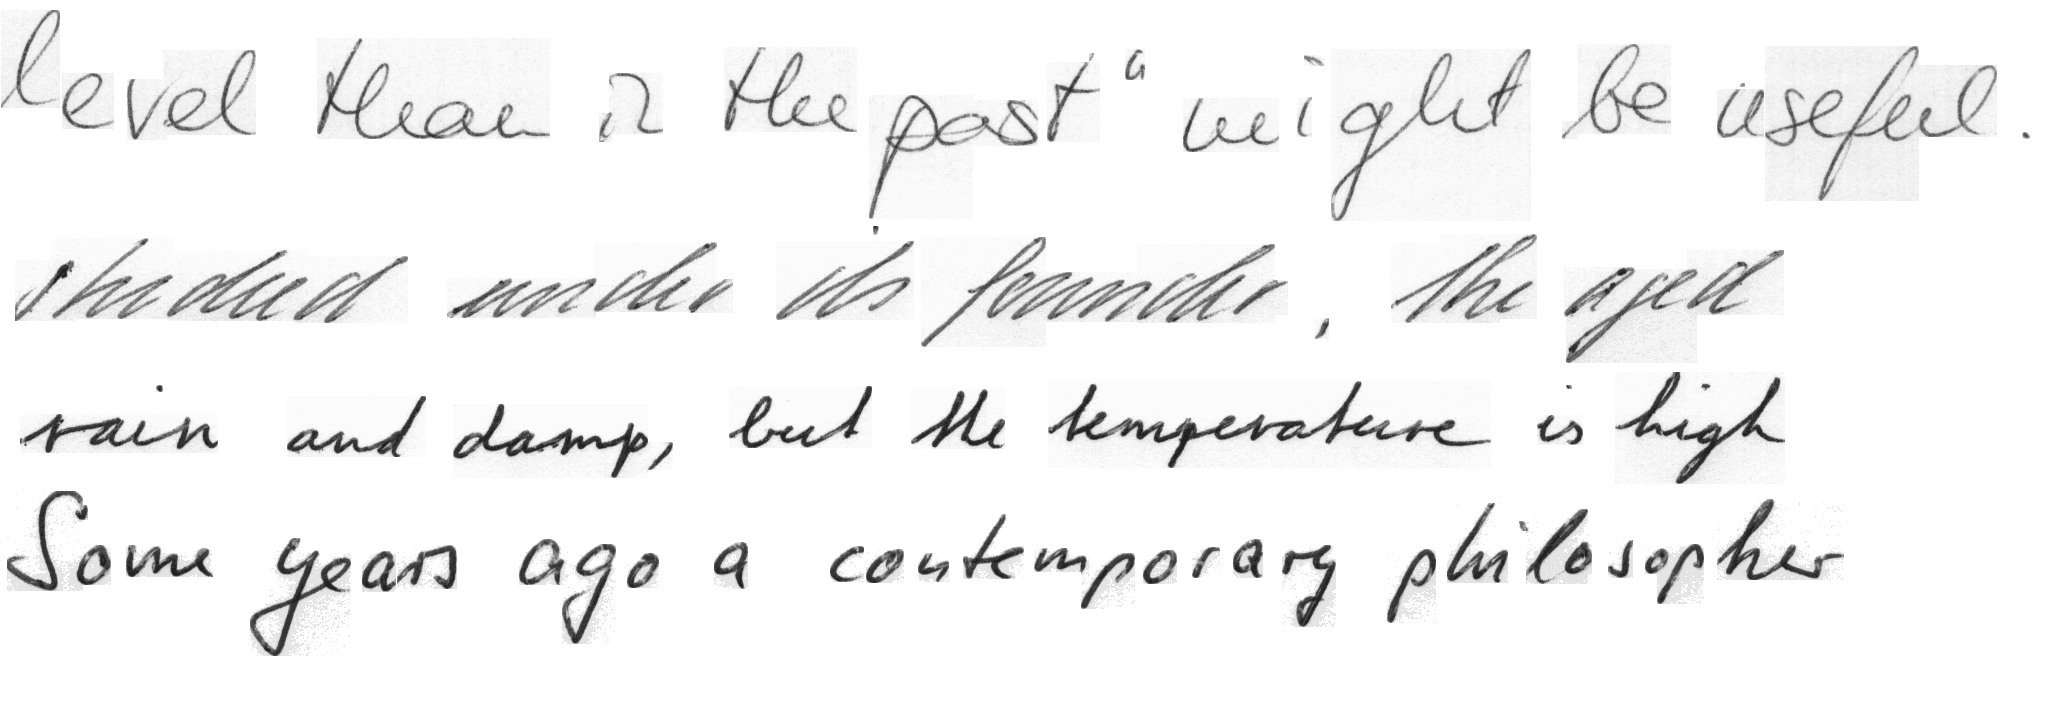 level than in the past" might be useful.
studied under its founder, the aged
rain and damp, but the temperature is high
Some years ago a contemporary philosopher